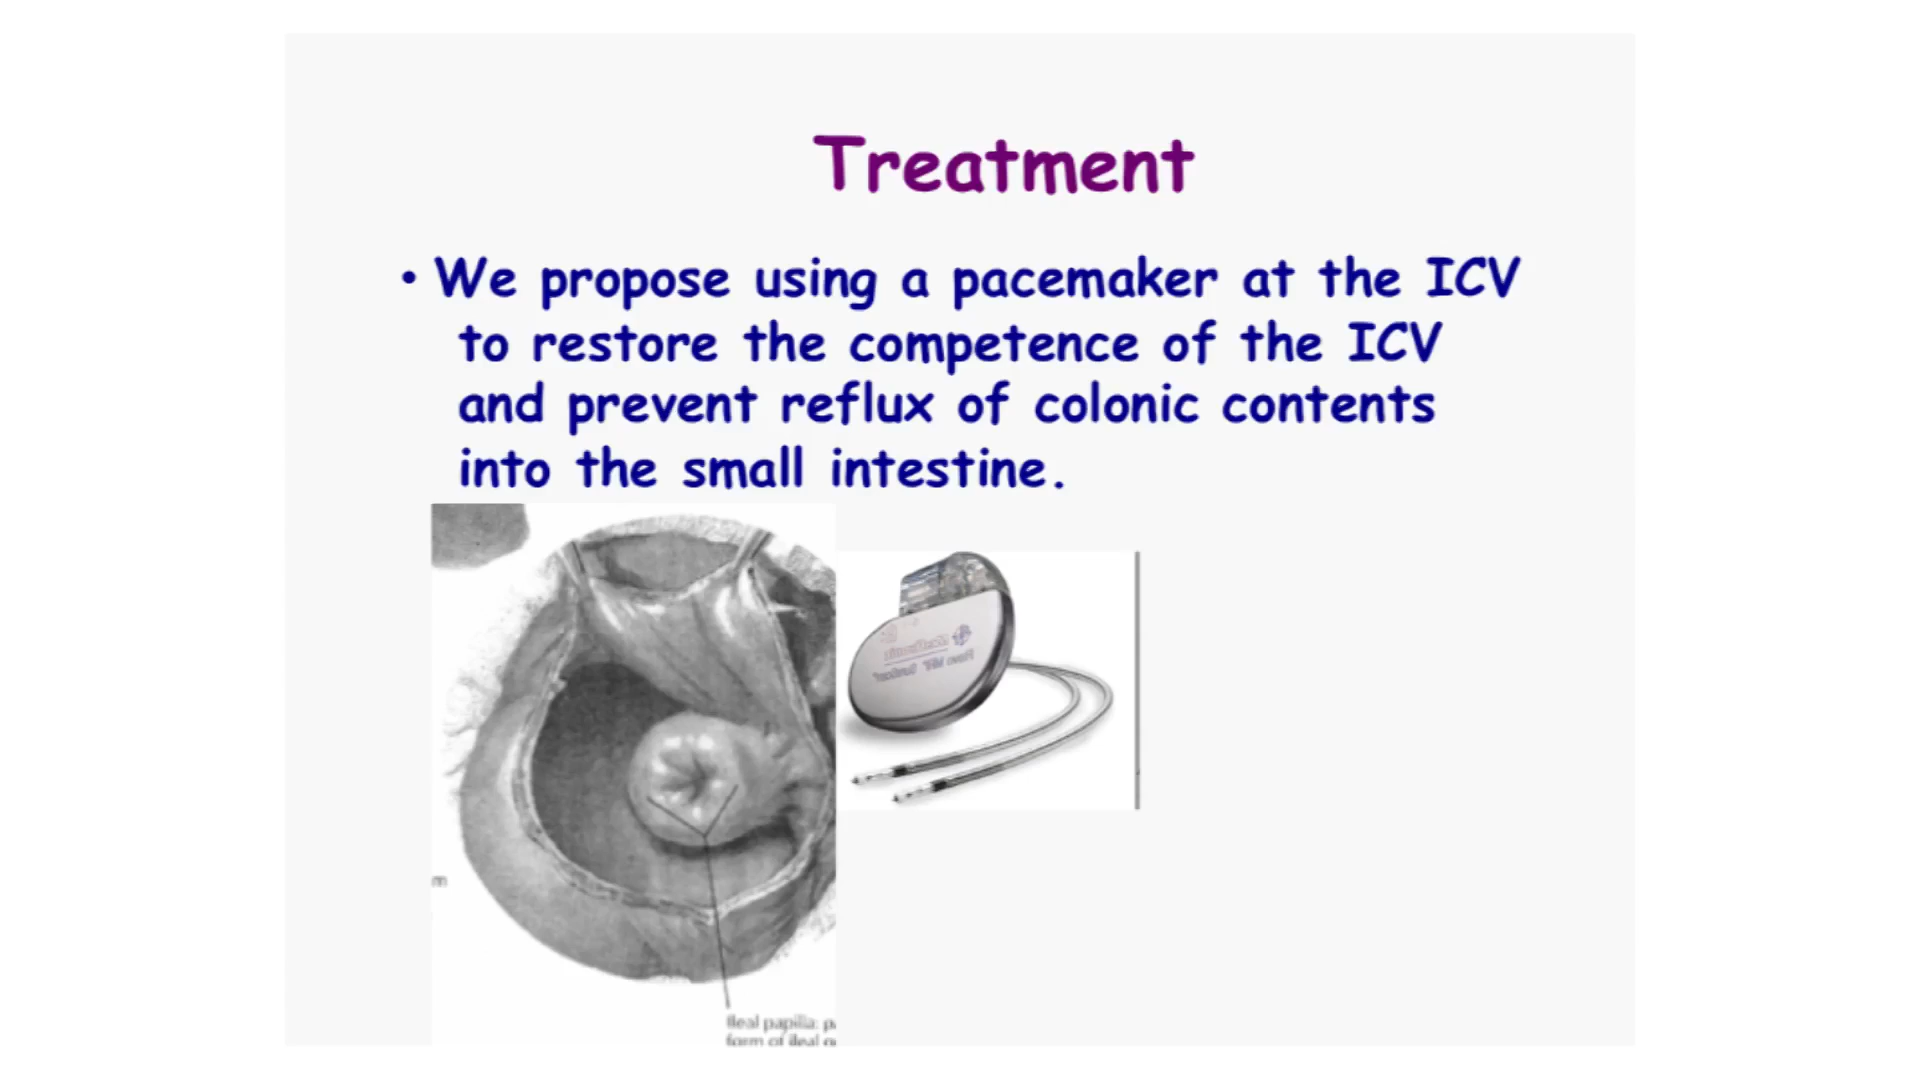 Treatment
• We propose using a pacemaker at the ICV
to restore the competence of the ICV
and prevent reflux of colonic contents
into the small intestine.
m
Ileal papilla:
form of ileal